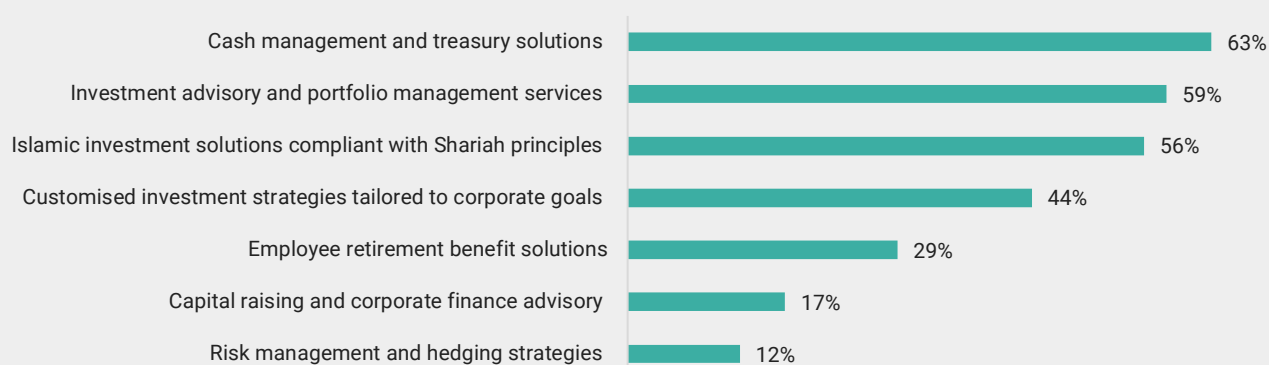 Cash management and treasury solutions 63%
Investment advisory and portfolio management services 59%
Islamic investment solutions compliant with Shariah principles 56%
Customised investment strategies tailored to corporate goals 44%
Employee retirement benefit solutions 29%
Capital raising and corporate finance advisory 17%
Risk management and hedging strategies 12%